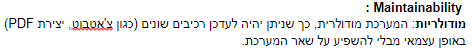 : Maintainability
מודולריות: המערכת מודולרית, כך שניתן יהיה לעדכן רכיבים שונים (כגון צ'אטבוט, יצירת PDF)
באופן עצמאי מבלי להשפיע על שאר המערכת.